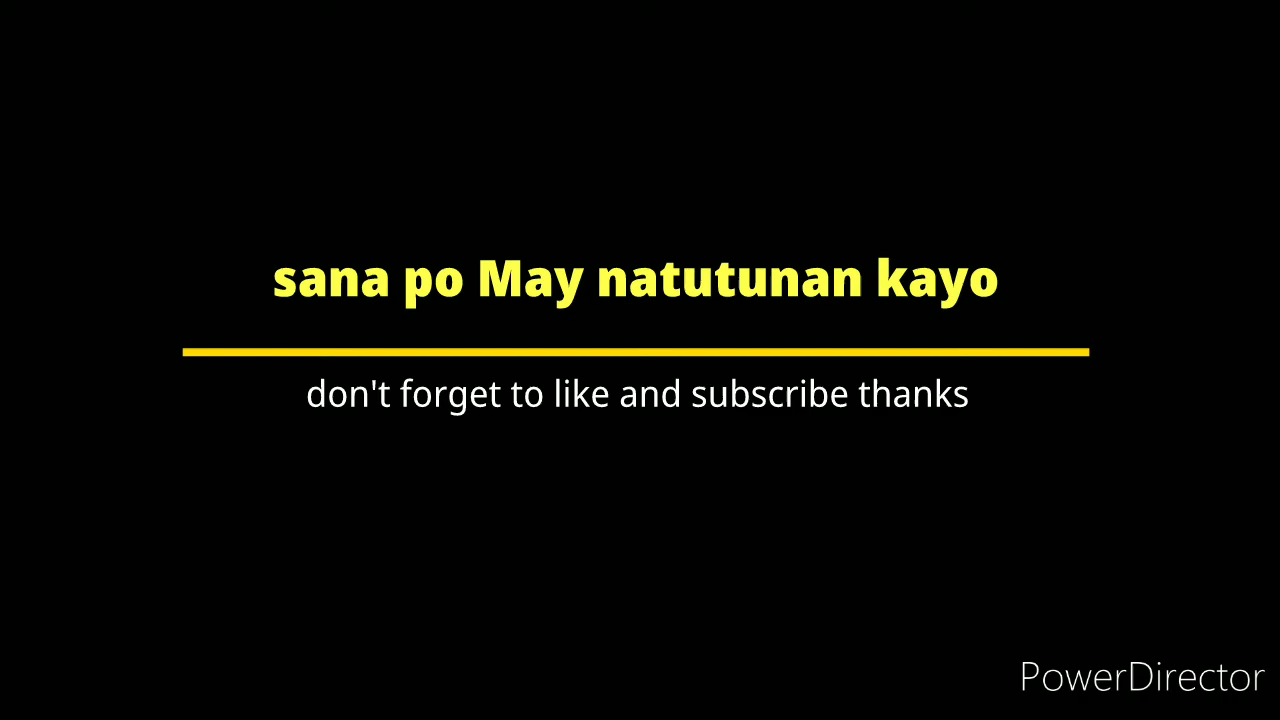 sana po May natutunan kayo
don't forget to like and subscribe thanks
PowerDirector